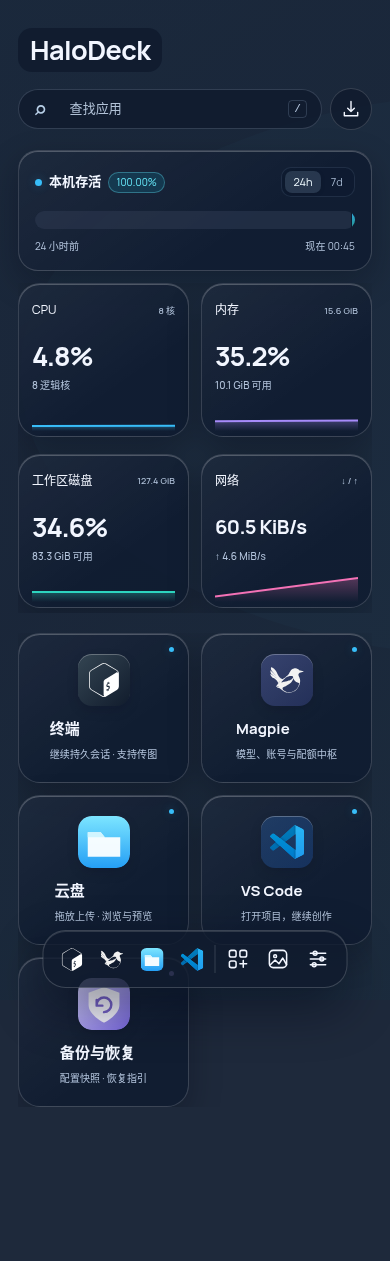 HaloDeck
查找应用 /
本机存活 100.00% 24h 7d
24 小时前 现在 00:45
CPU 8 核
4.8%
8 逻辑核
内存 15.6 GiB
35.2%
10.1 GiB 可用
工作区磁盘 127.4 GiB
34.6%
83.3 GiB 可用
网络 ↓ / ↑
60.5 KiB/s
↑ 4.6 MiB/s
终端
继续持久会话 · 支持传图
Magpie
模型、账号与配额中枢
云盘
拖放上传 · 浏览与预览
VS Code
打开项目，继续创作
备份与恢复
配置快照 · 恢复指引